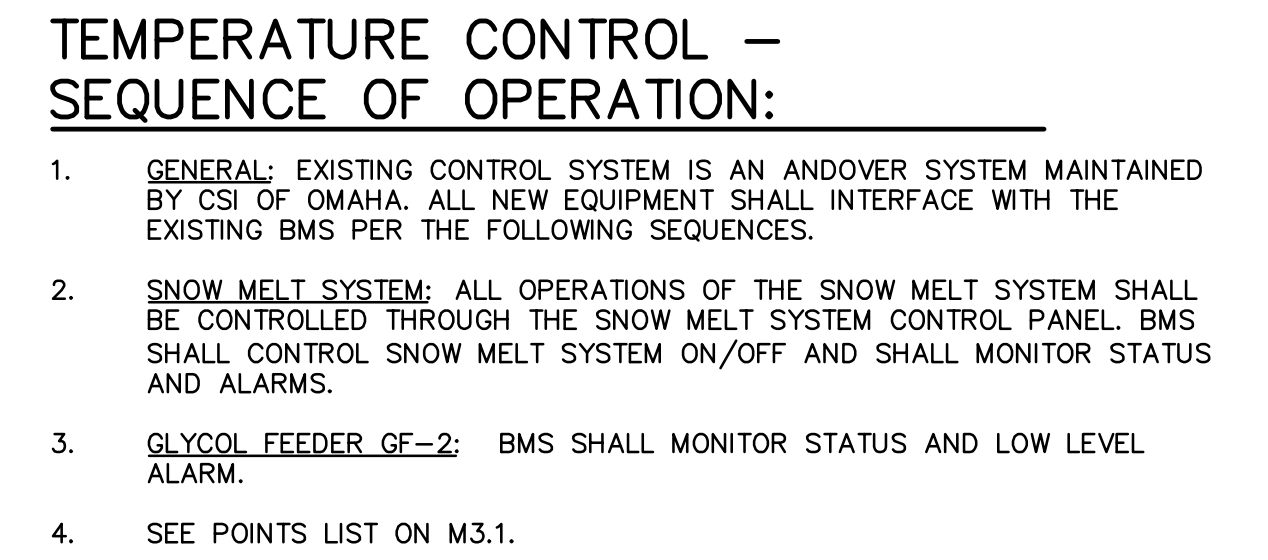 TEMPERATURE CONTROL –
SEQUENCE OF OPERATION:
1. GENERAL: EXISTING CONTROL SYSTEM IS AN ANDOVER SYSTEM MAINTAINED
BY CSI OF OMAHA. ALL NEW EQUIPMENT SHALL INTERFACE WITH THE
EXISTING BMS PER THE FOLLOWING SEQUENCES.
2. SNOW MELT SYSTEM: ALL OPERATIONS OF THE SNOW MELT SYSTEM SHALL
BE CONTROLLED THROUGH THE SNOW MELT SYSTEM CONTROL PANEL. BMS
SHALL CONTROL SNOW MELT SYSTEM ON/OFF AND SHALL MONITOR STATUS
AND ALARMS.
3. GLYCOL FEEDER GF–2: BMS SHALL MONITOR STATUS AND LOW LEVEL
ALARM.
4. SEE POINTS LIST ON M3.1.